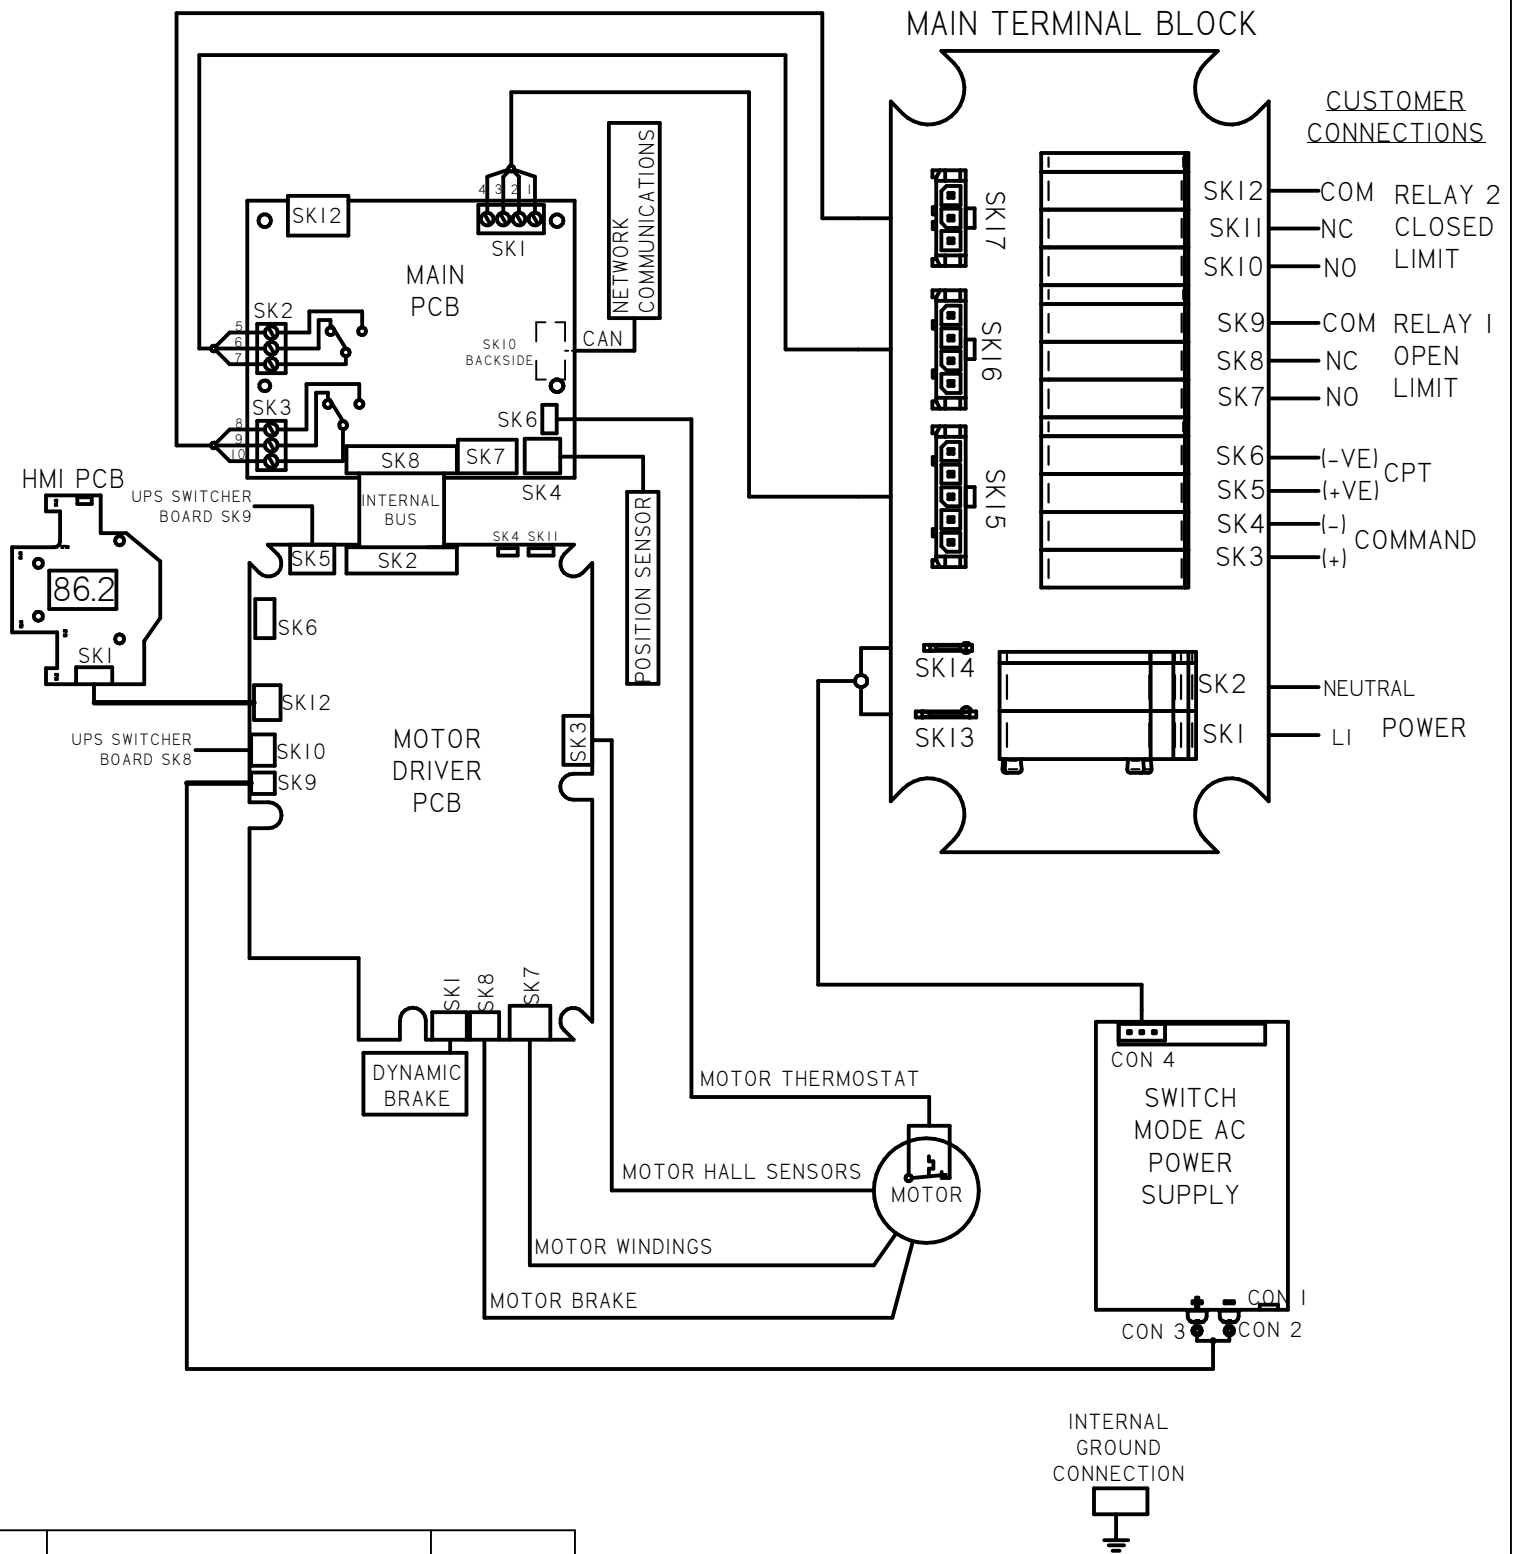 MAIN TERMINAL BLOCK
CUSTOMER
CONNECTIONS
NETWORK
COMMUNICATIONS
4 3 2 1
SK12
SK1
MAIN
PCB
SK2
5
6
7
SK10
BACKSIDE
CAN
SK3
8
9
10
SK6
SK8
SK7
SK4
HMI PCB
UPS SWITCHER
BOARD SK9
INTERNAL
BUS
SK4 SK11
SK5
SK2
POSITION SENSOR
86.2
SK6
SK1
SK12
UPS SWITCHER
BOARD SK8
SK10
SK9
SK3
MOTOR
DRIVER
PCB
SK1
SK8
SK7
DYNAMIC
BRAKE
SK17
SK16
SK15
SK12 COM RELAY 2
SK11 NC CLOSED
SK10 NO LIMIT
SK9 COM RELAY 1
SK8 NC OPEN
SK7 NO LIMIT
SK6 (-VE) CPT
SK5 (+VE)
SK4 (-) COMMAND
SK3 (+)
SK14
SK2 NEUTRAL
SK13
SK1 L1 POWER
MOTOR THERMOSTAT
MOTOR HALL SENSORS
MOTOR
MOTOR WINDINGS
MOTOR BRAKE
CON 4
SWITCH
MODE AC
POWER
SUPPLY
+ - CON 1
CON 3 CON 2
INTERNAL
GROUND
CONNECTION